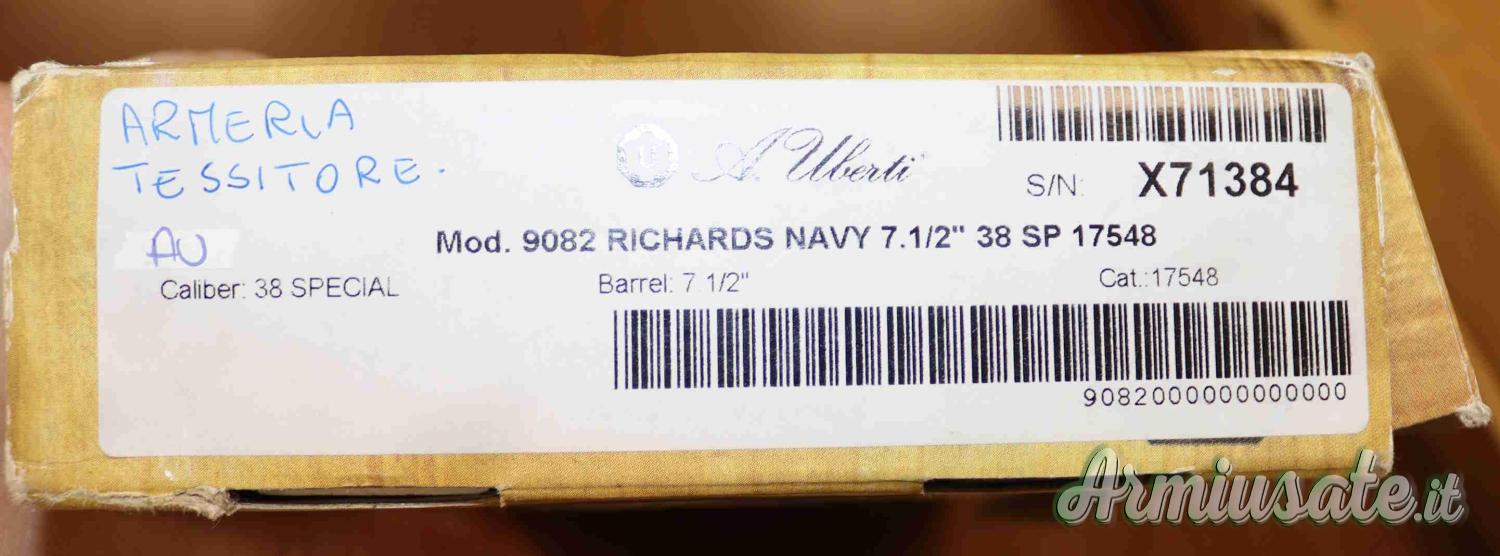 ARMERIA
TESSITORE.
AU
A. Uberti
S/N: X71384
Mod. 9082 RICHARDS NAVY 7.1/2" 38 SP 17548
Caliber: 38 SPECIAL Barrel: 7 1/2" Cat.:17548
9082000000000000
Armiusate.it